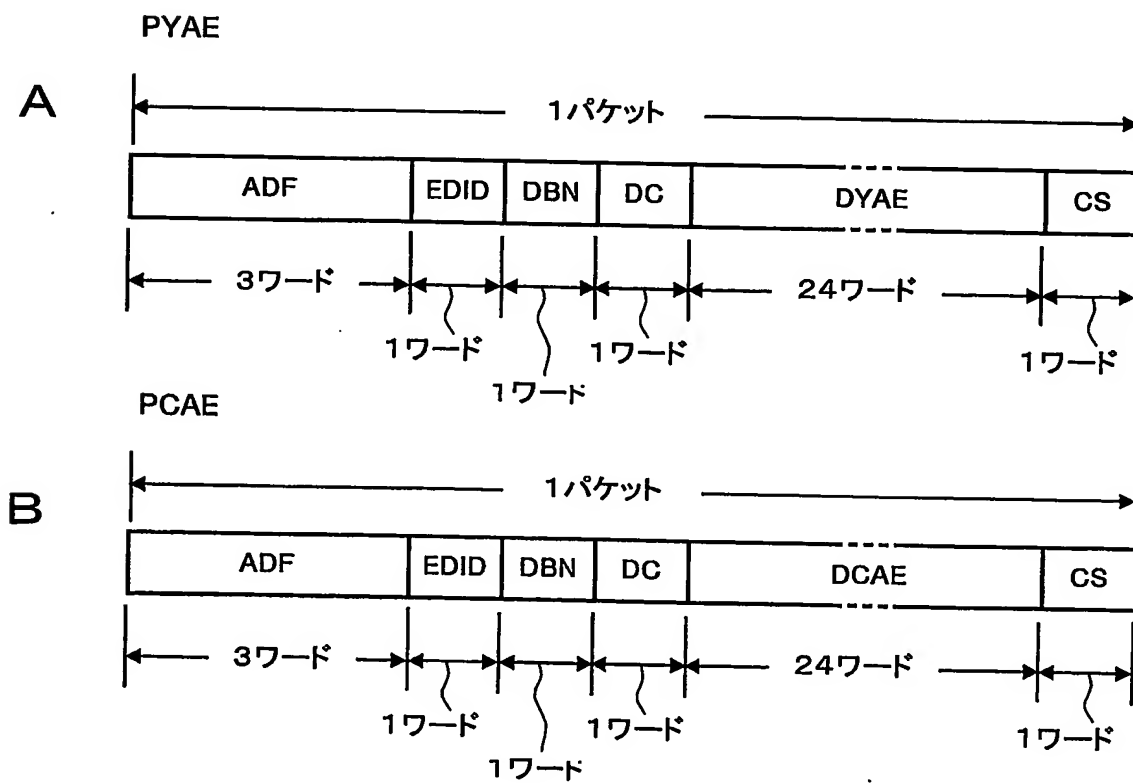 PYAE
A
1パケット
ADF EDID DBN DC DYAE CS
3ワード 24ワード
1ワード 1ワード 1ワード
1ワード
PCAE
B
1パケット
ADF EDID DBN DC DCAE CS
3ワード 24ワード
1ワード 1ワード 1ワード
1ワード